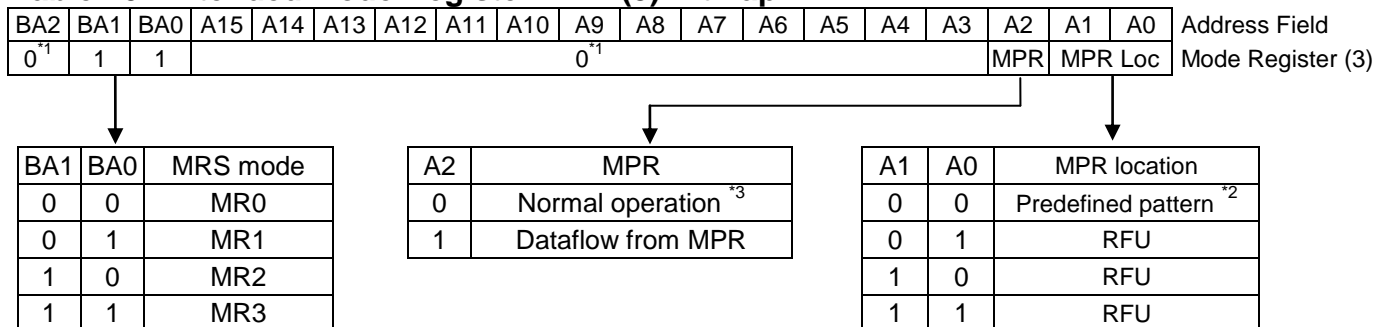 BA2 BA1 BA0 A15 A14 A13 A12 A11 A10 A9 A8 A7 A6 A5 A4 A3 A2 A1 A0 Address Field
0*1 1 1 0*1 MPR MPR Loc Mode Register (3)
BA1 BA0 MRS mode
0 0 MR0
0 1 MR1
1 0 MR2
1 1 MR3
A2 MPR
0 Normal operation *3
1 Dataflow from MPR
A1 A0 MPR location
0 0 Predefined pattern *2
0 1 RFU
1 0 RFU
1 1 RFU